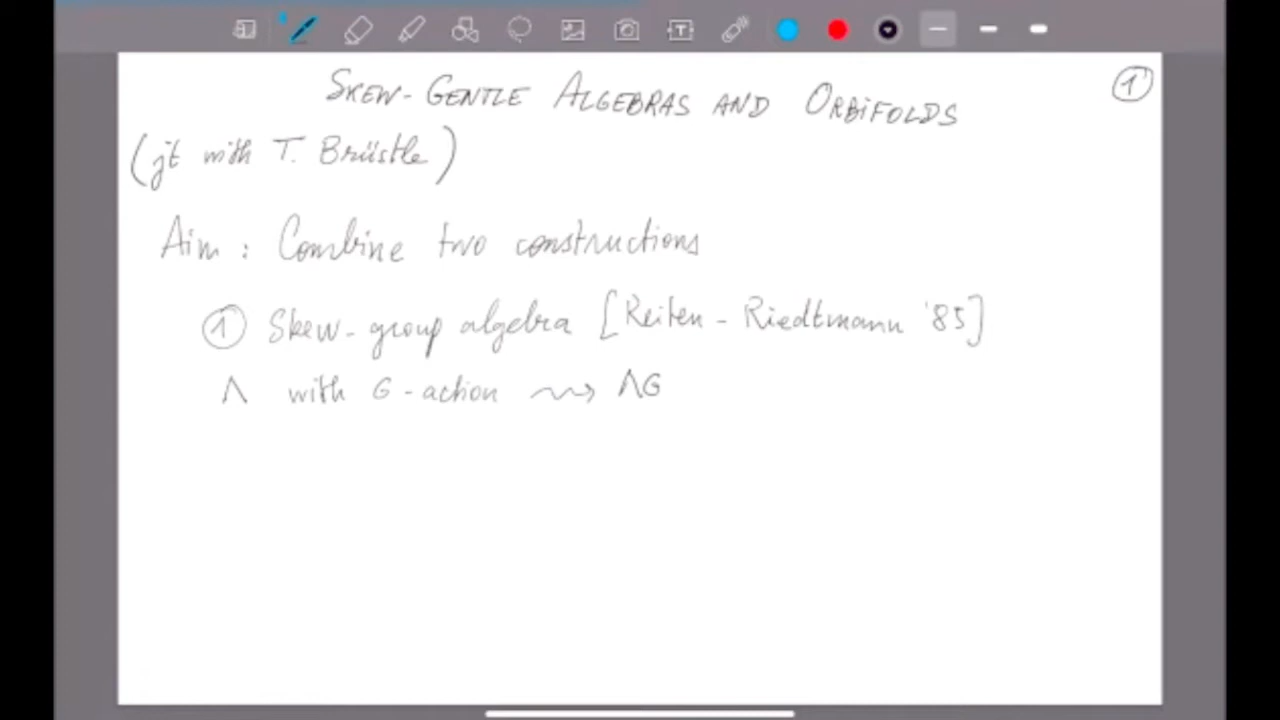 SKEW-GENTLE ALGEBRAS AND ORBIFOLDS
①
(jt with T. Brüstle)
Aim: Combine two constructions
① Skew-group algebra [Reiten-Riedtmann '85]
Λ with G-action ⇝ ΛG